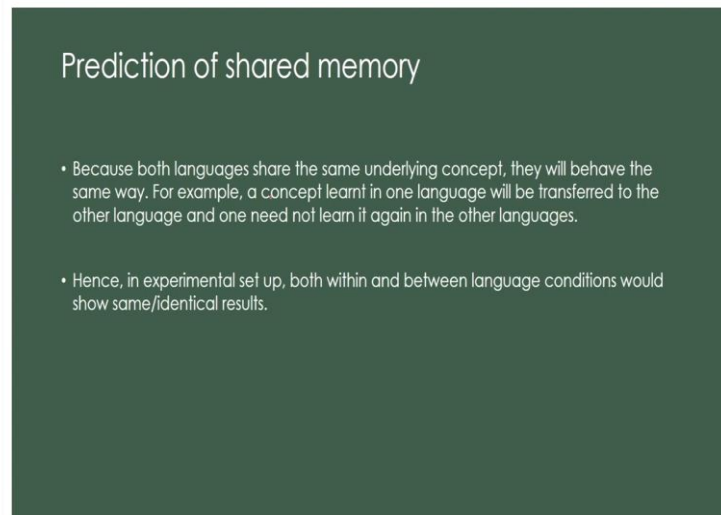 Prediction of shared memory
• Because both languages share the same underlying concept, they will behave the
same way. For example, a concept learnt in one language will be transferred to the
other language and one need not learn it again in the other languages.
• Hence, in experimental set up, both within and between language conditions would
show same/identical results.